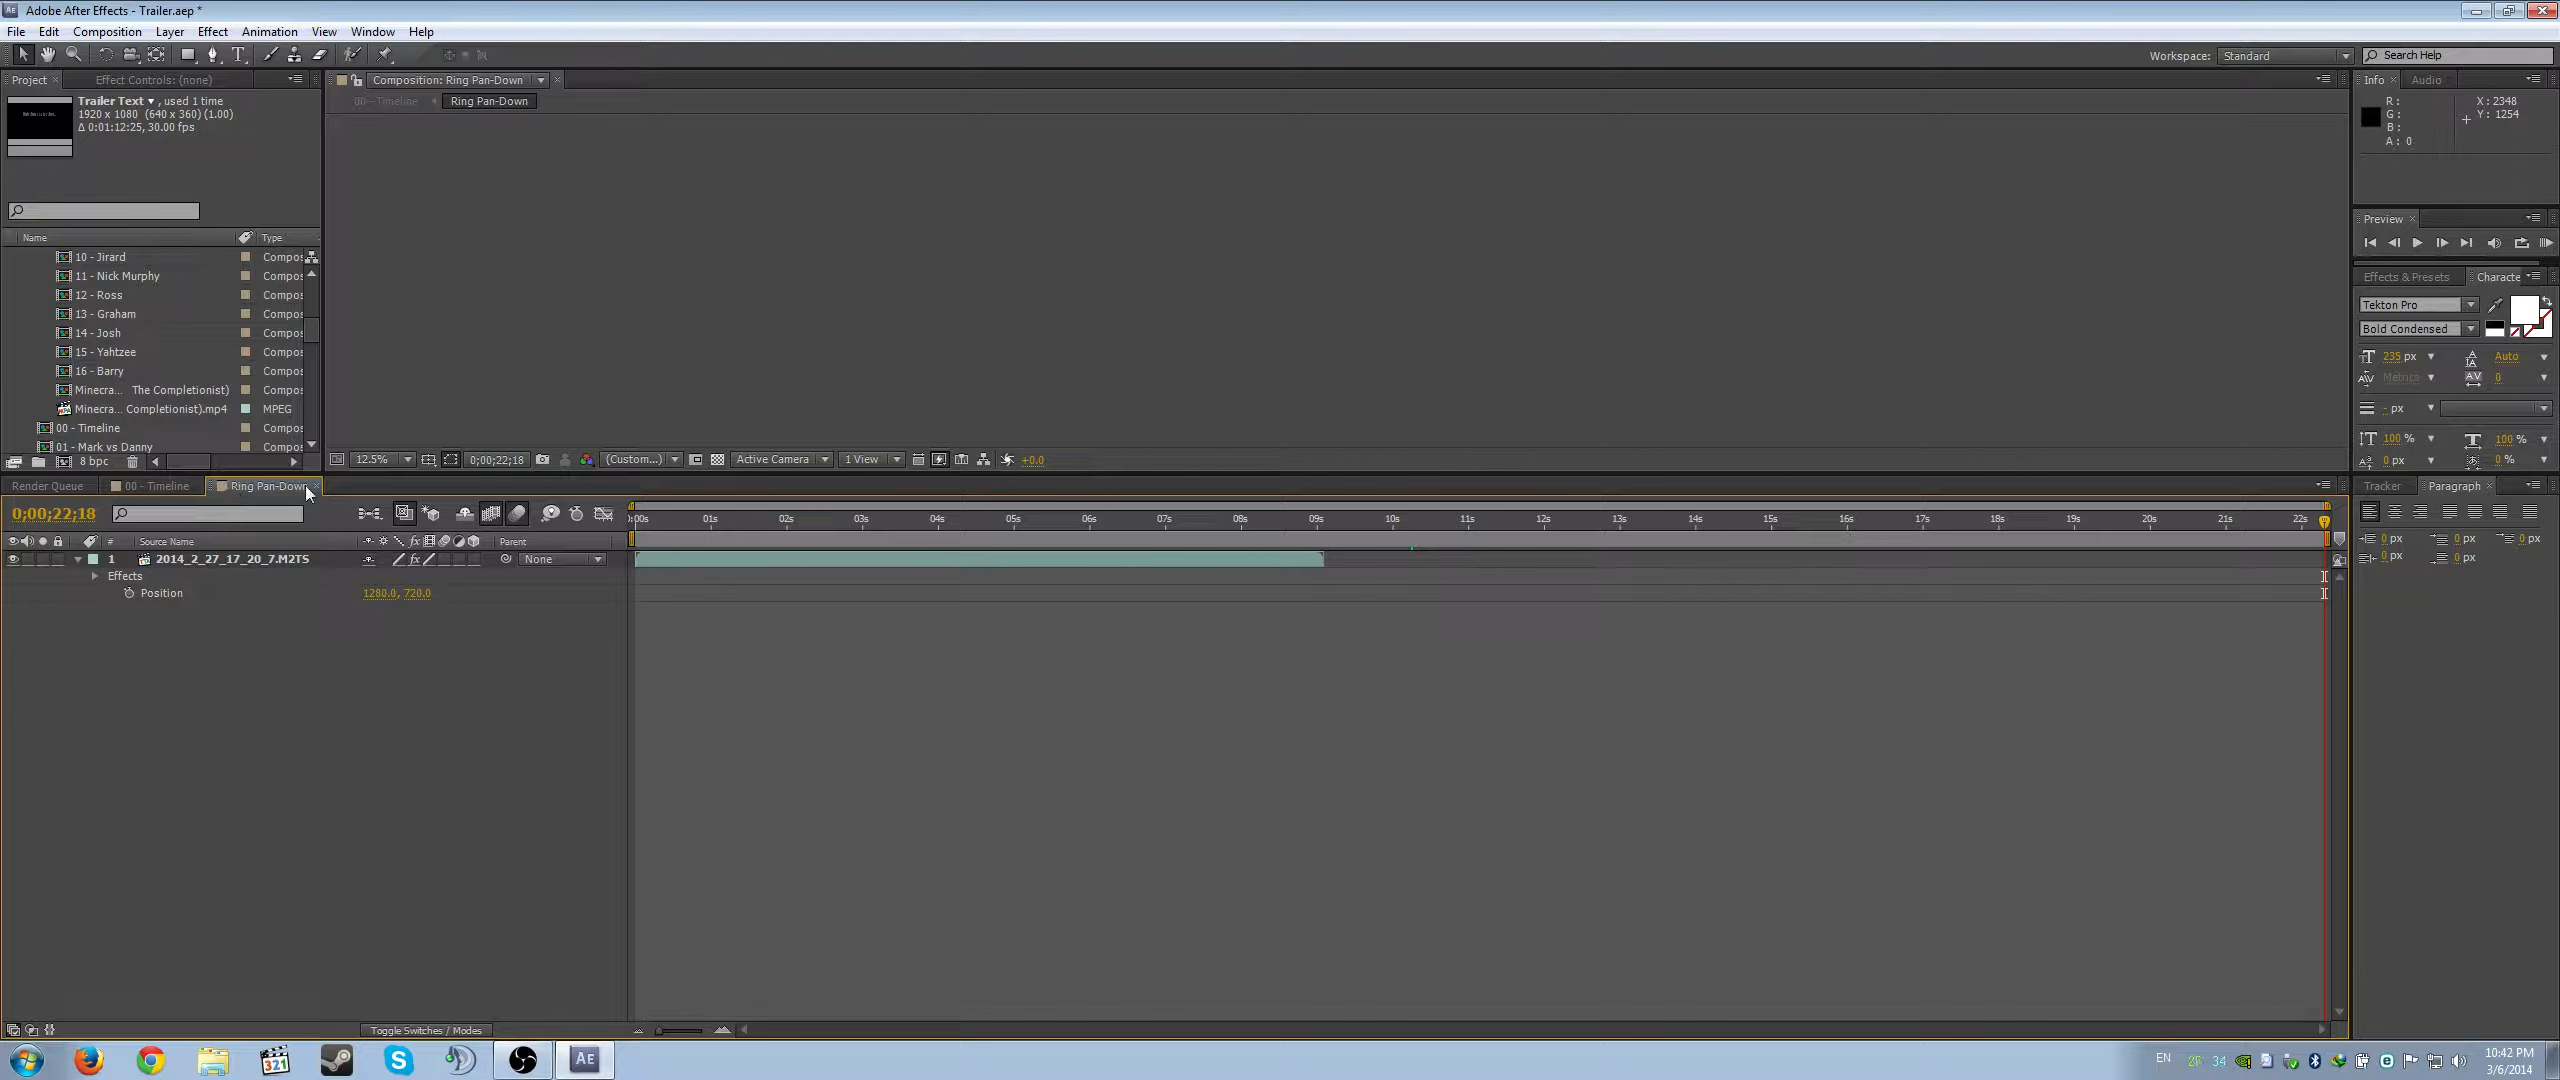 Adobe After Effects - Trailer.aep *
File Edit Composition Layer Effect Animation View Window Help
Workspace: Standard Search Help
Project Effect Controls: (none)
Composition: Ring Pan-Down
00 - Timeline Ring Pan-Down
Info Audio
Trailer Text , used 1 time
1920 x 1080 (640 x 360) (1.00)
Δ 0:01:12:25, 30.00 fps
R:
G:
B:
A: 0
X: 2348
Y: 1254
Preview
Name Type
10 - Jirard Compos
11 - Nick Murphy Compos
12 - Ross Compos
13 - Graham Compos
14 - Josh Compos
15 - Yahtzee Compos
16 - Barry Compos
Minecra... The Completionist) Compos
Minecra... Completionist).mp4 MPEG
00 - Timeline Compos
01 - Mark vs Danny Compos
8 bpc
12.5% 0;00;22;18 (Custom...) Active Camera 1 View +0.0
Effects & Presets Characte
Tekton Pro
Bold Condensed
235 px Auto
Metrics 0
- px
100 % 100 %
0 px 0 %
Tracker Paragraph
0 px 0 px 0 px
0 px 0 px
Render Queue 00 - Timeline Ring Pan-Down
0;00;22;18
00s 01s 02s 03s 04s 05s 06s 07s 08s 09s 10s 11s 12s 13s 14s 15s 16s 17s 18s 19s 20s 21s 22s
# Source Name Parent
1 2014_2_27_17_20_7.M2TS None
Effects
Position 1280.0, 720.0
Toggle Switches / Modes
EN 34
10:42 PM
3/6/2014